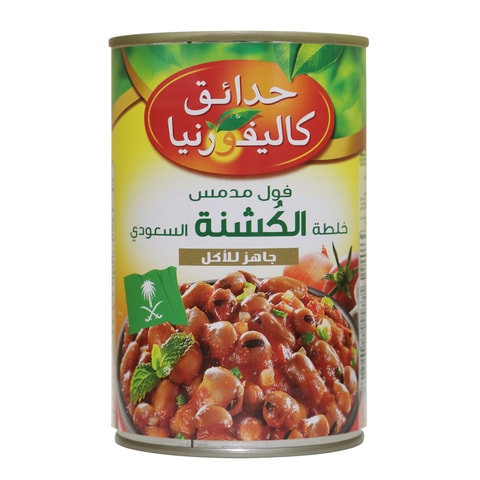 حدائق
كاليفورنيا
فول مدمس
خلطة الكُشنة السعودي
جاهز للأكل